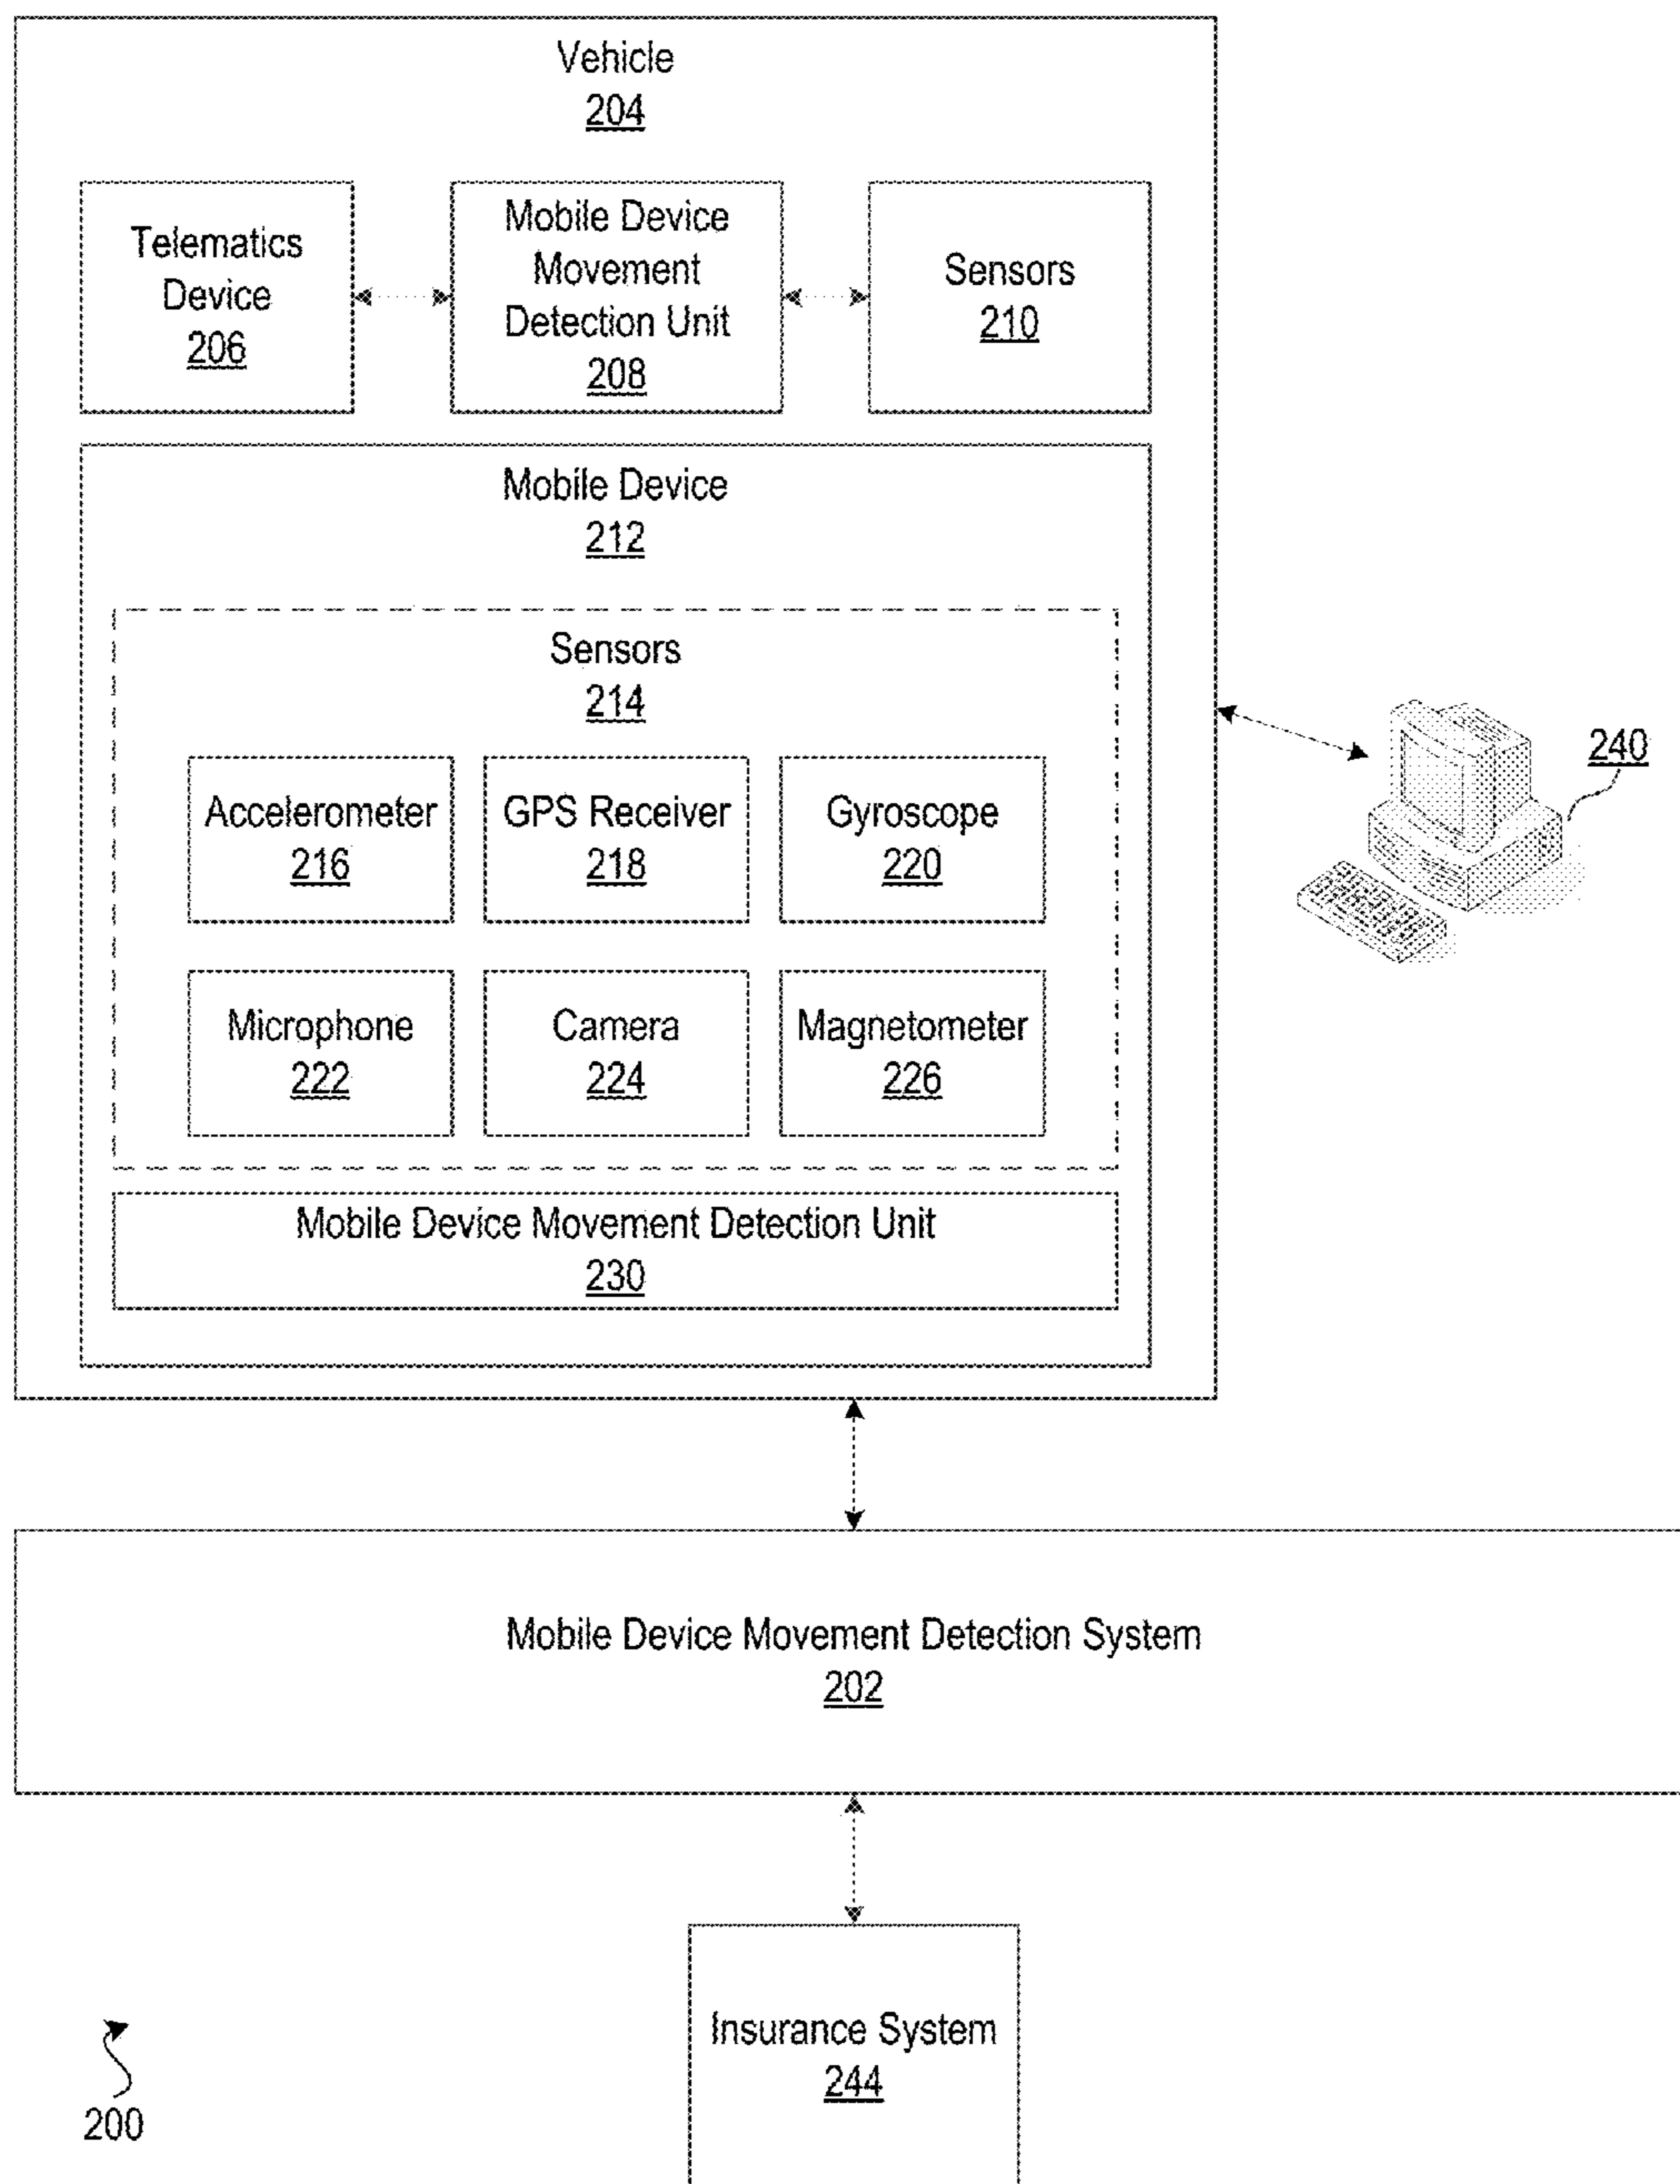 Vehicle
204
Telematics
Device
206
Mobile Device
Movement
Detection Unit
208
Sensors
210
Mobile Device
212
Sensors
214
Accelerometer
216
GPS Receiver
218
Gyroscope
220
Microphone
222
Camera
224
Magnetometer
226
Mobile Device Movement Detection Unit
230
240
Mobile Device Movement Detection System
202
Insurance System
244
200